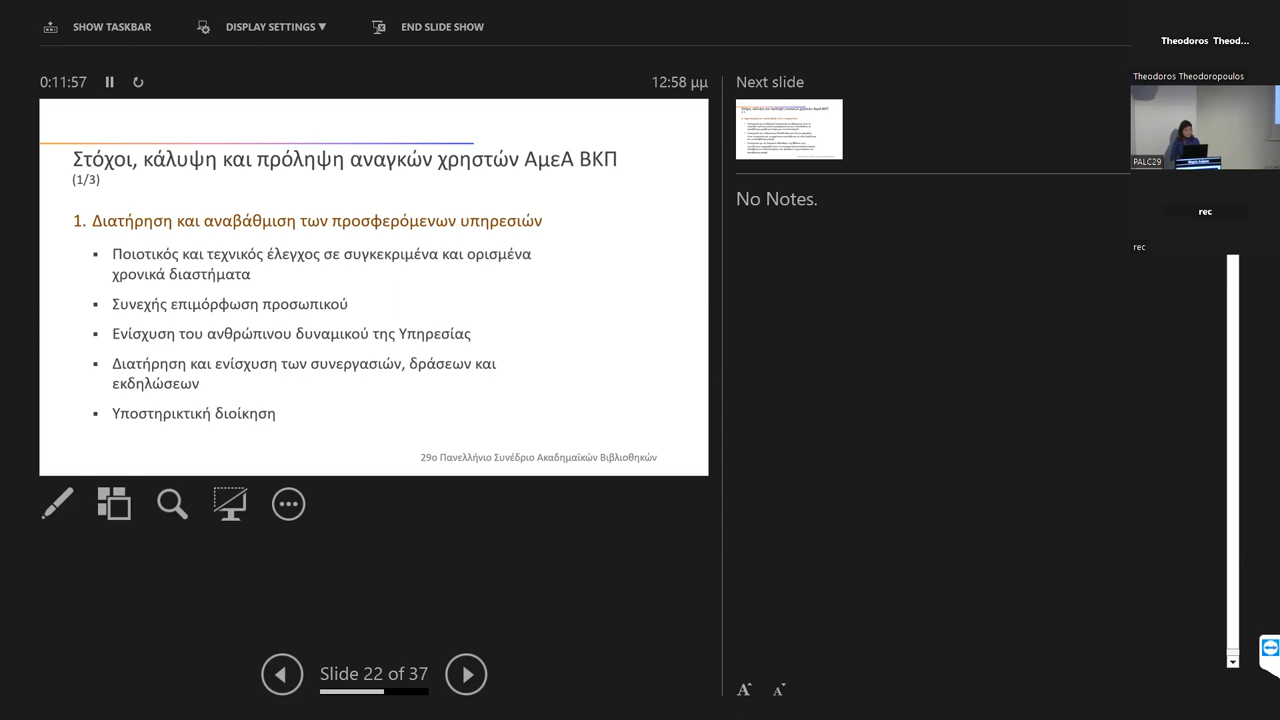 SHOW TASKBAR
DISPLAY SETTINGS ▼
END SLIDE SHOW
Theodoros Theod...
0:11:57
12:58 μμ
Next slide
Theodoros Theodoropoulos
Στόχοι, κάλυψη και πρόληψη αναγκών χρηστών ΑμεΑ ΒΚΠ
(1/3)
1. Διατήρηση και αναβάθμιση των προσφερόμενων υπηρεσιών
▪ Ποιοτικός και τεχνικός έλεγχος σε συγκεκριμένα και ορισμένα
χρονικά διαστήματα
▪ Συνεχής επιμόρφωση προσωπικού
▪ Ενίσχυση του ανθρώπινου δυναμικού της Υπηρεσίας
▪ Διατήρηση και ενίσχυση των συνεργασιών, δράσεων και
εκδηλώσεων
▪ Υποστηρικτική διοίκηση
29ο Πανελλήνιο Συνέδριο Ακαδημαϊκών Βιβλιοθηκών
PALC29
No Notes.
rec
rec
Slide 22 of 37
A A